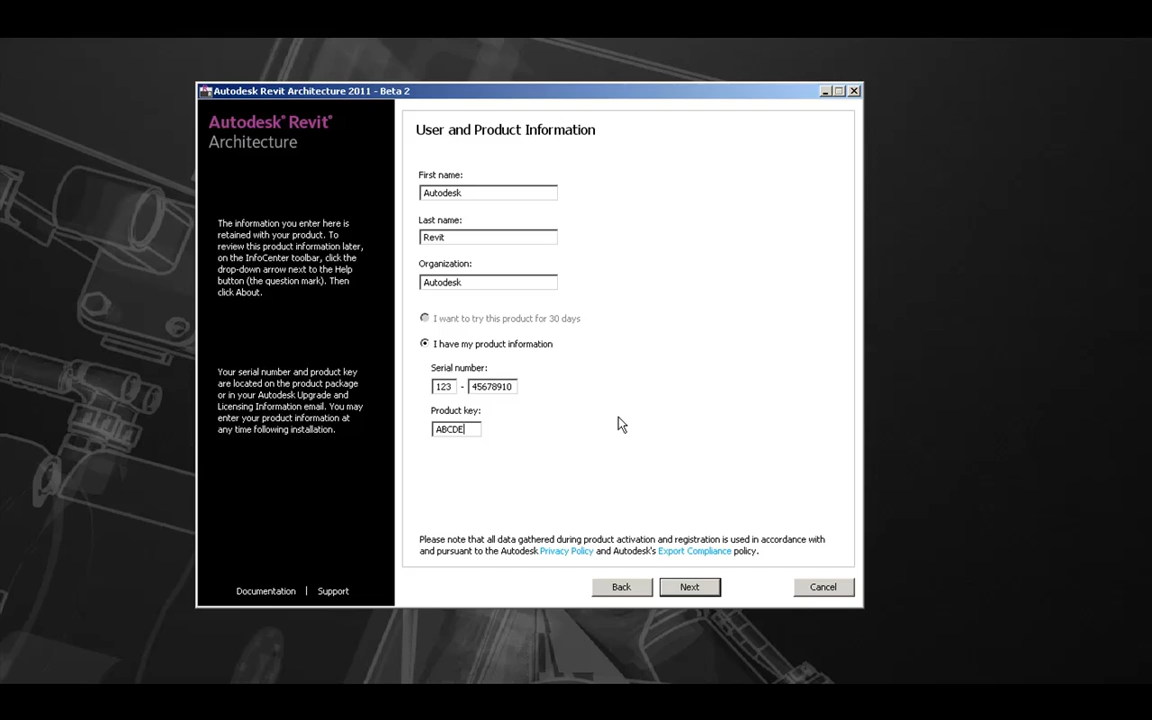 Autodesk Revit Architecture 2011 - Beta 2
Autodesk® Revit®
Architecture
The information you enter here is
retained with your product. To
review this product information later,
on the InfoCenter toolbar, click the
drop-down arrow next to the Help
button (the question mark). Then
click About.
Your serial number and product key
are located on the product package
or in your Autodesk Upgrade and
Licensing Information email. You may
enter your product information at
any time following installation.
Documentation | Support
User and Product Information
First name:
Autodesk
Last name:
Revit
Organization:
Autodesk
I want to try this product for 30 days
I have my product information
Serial number:
123 - 45678910
Product key:
ABCDE
Please note that all data gathered during product activation and registration is used in accordance with
and pursuant to the Autodesk Privacy Policy and Autodesk's Export Compliance policy.
Back Next Cancel